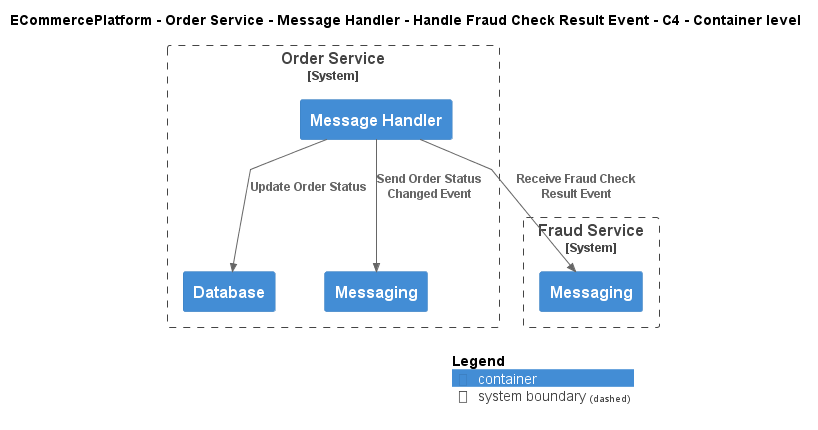 ECommercePlatform - Order Service - Message Handler - Handle Fraud Check Result Event - C4 - Container level
Order Service
[System]
Message Handler
Update Order Status
Send Order Status
Changed Event
Receive Fraud Check
Result Event
Fraud Service
[System]
Database
Messaging
Messaging
Legend
container
system boundary (dashed)